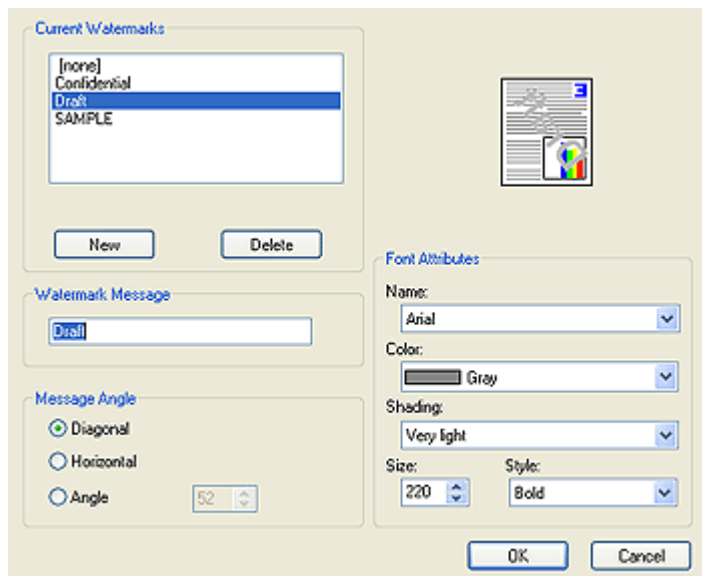 Current Watermarks
[none]
Confidential
Draft
SAMPLE
New
Delete
Watermark Message
Draft
Message Angle
Diagonal
Horizontal
Angle
52
3
Font Attributes
Name:
Arial
Color:
Gray
Shading:
Very light
Size:
Style:
220
Bold
OK
Cancel